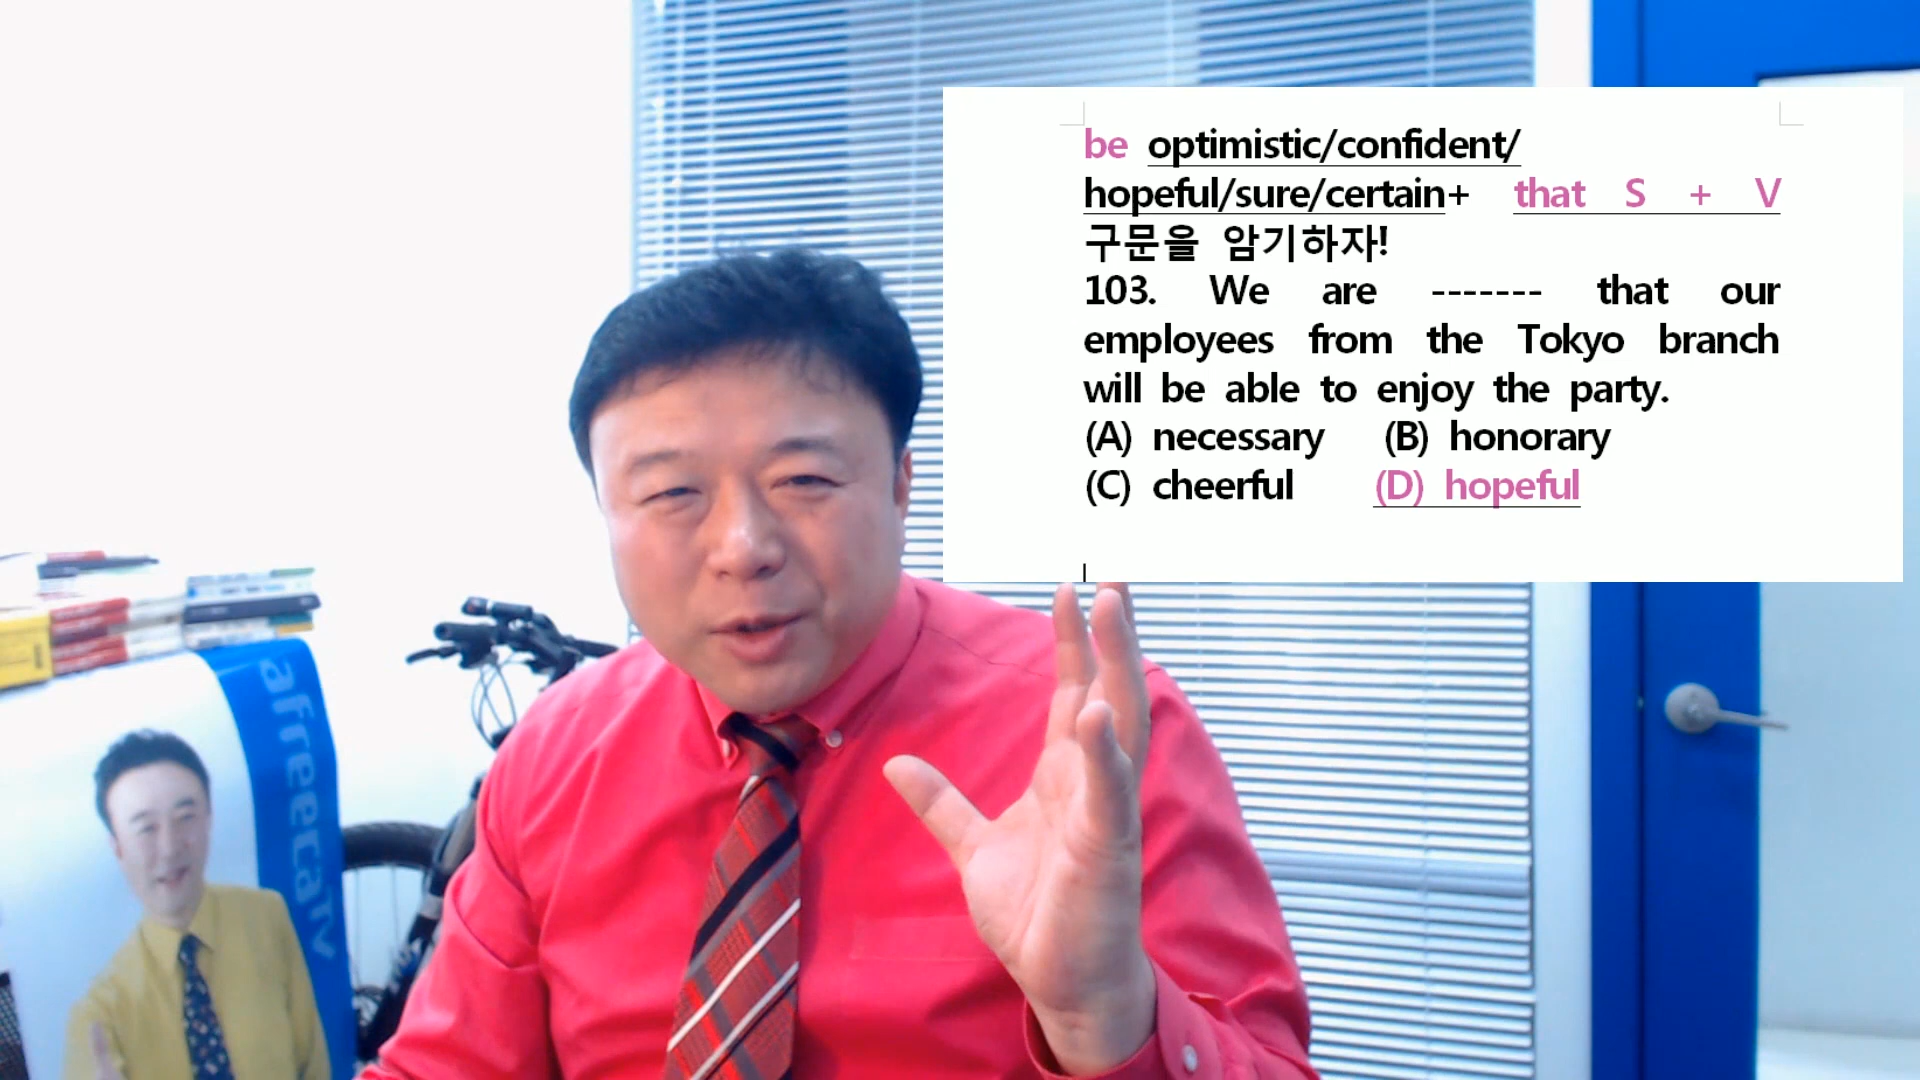 be optimistic/confident/
hopeful/sure/certain+ that S + V
구문을 암기하자!
103. We are ------- that our
employees from the Tokyo branch
will be able to enjoy the party.
(A) necessary (B) honorary
(C) cheerful (D) hopeful
afreecaTV